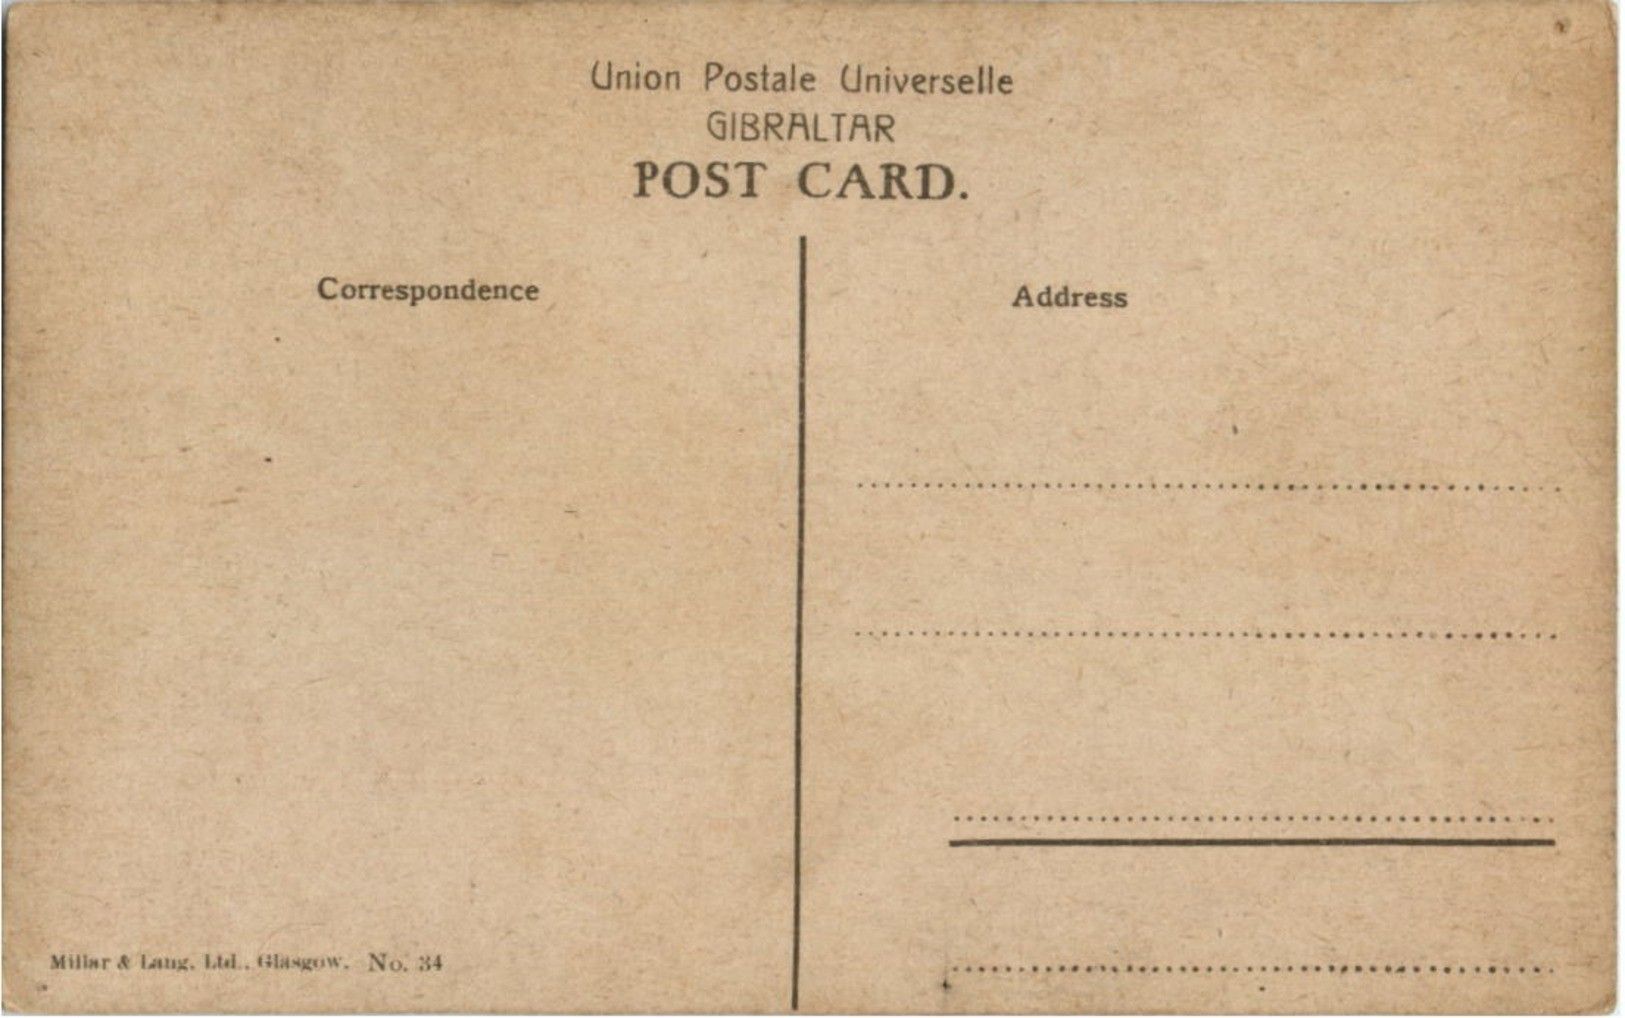 Union Postale Universelle
GIBRALTAR
POST CARD.
Correspondence
Address
Millar & Lang, Ltd., Glasgow. No. 34